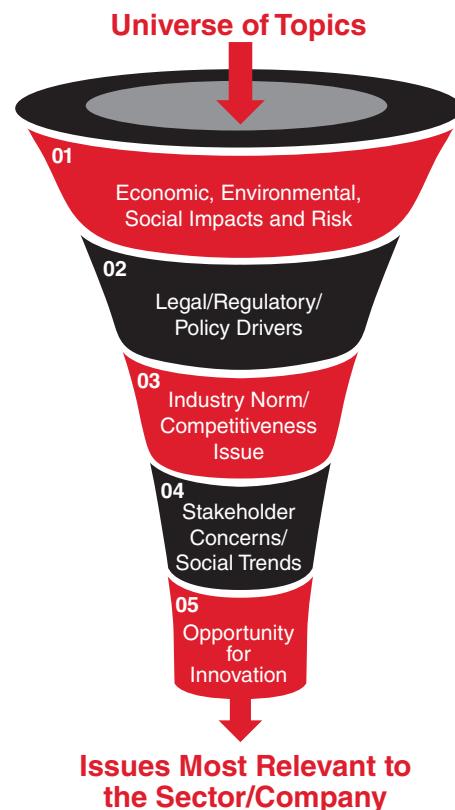 Universe of Topics
01
Economic, Environmental,
Social Impacts and Risk
02
Legal/Regulatory/
Policy Drivers
03
Industry Norm/
Competitiveness
Issue
04
Stakeholder
Concerns/
Social Trends
05
Opportunity
for
Innovation
Issues Most Relevant to
the Sector/Company